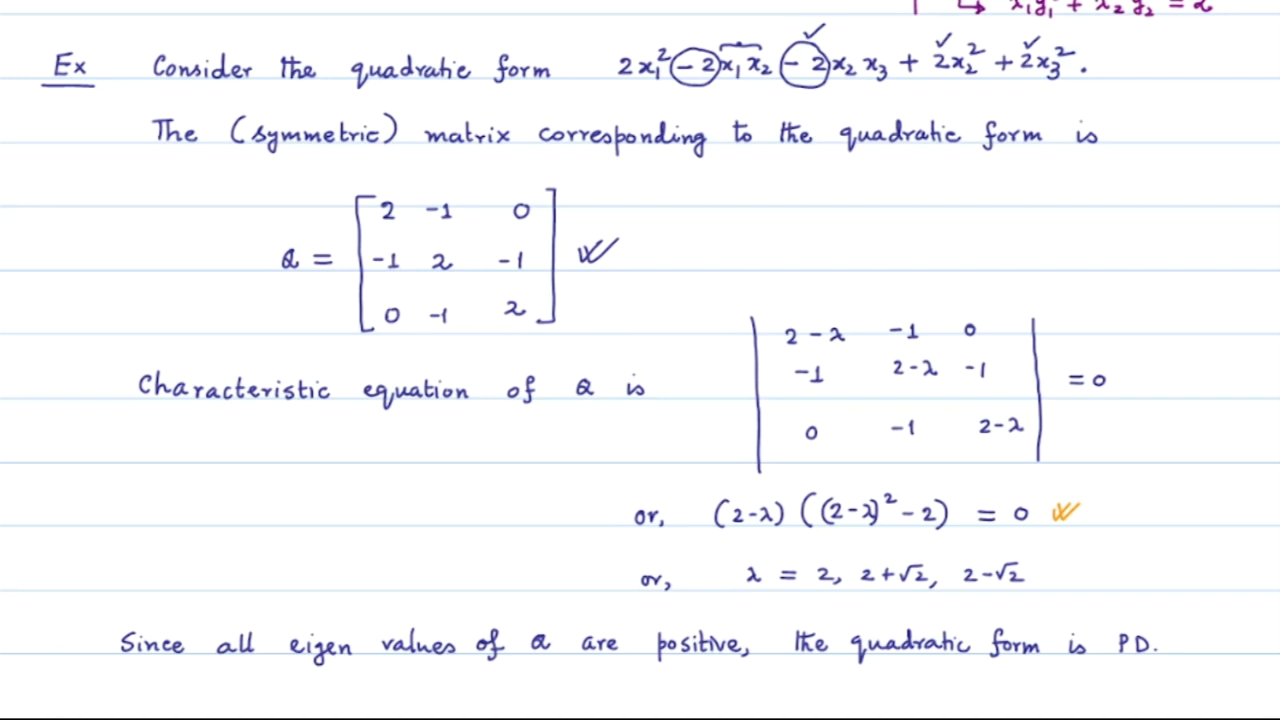 ↳ λ₁y₁² + λ₂y₂² = 2
Ex Consider the quadratic form 2x₁² - 2x₁x₂ - 2x₂x₃ + 2x₂² + 2x₃².
The (symmetric) matrix corresponding to the quadratic form is
Q = [ 2 -1 0
-1 2 -1
0 -1 2 ]
Characteristic equation of Q is
| 2-λ -1 0
-1 2-λ -1
0 -1 2-λ | = 0
or, (2-λ) ((2-λ)² - 2) = 0
or, λ = 2, 2+√2, 2-√2
Since all eigen values of Q are positive, the quadratic form is PD.